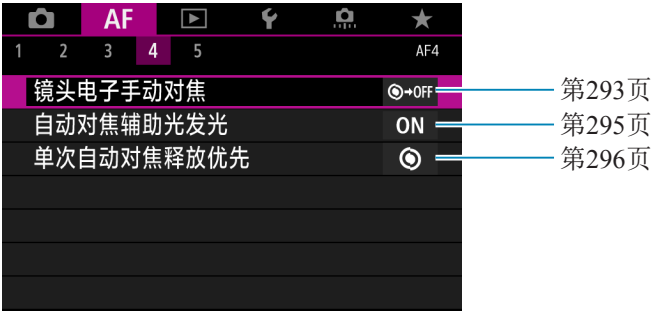 AF
1 2 3 4 5 AF4
镜头电子手动对焦 →OFF 第293页
自动对焦辅助光发光 ON 第295页
单次自动对焦释放优先 第296页